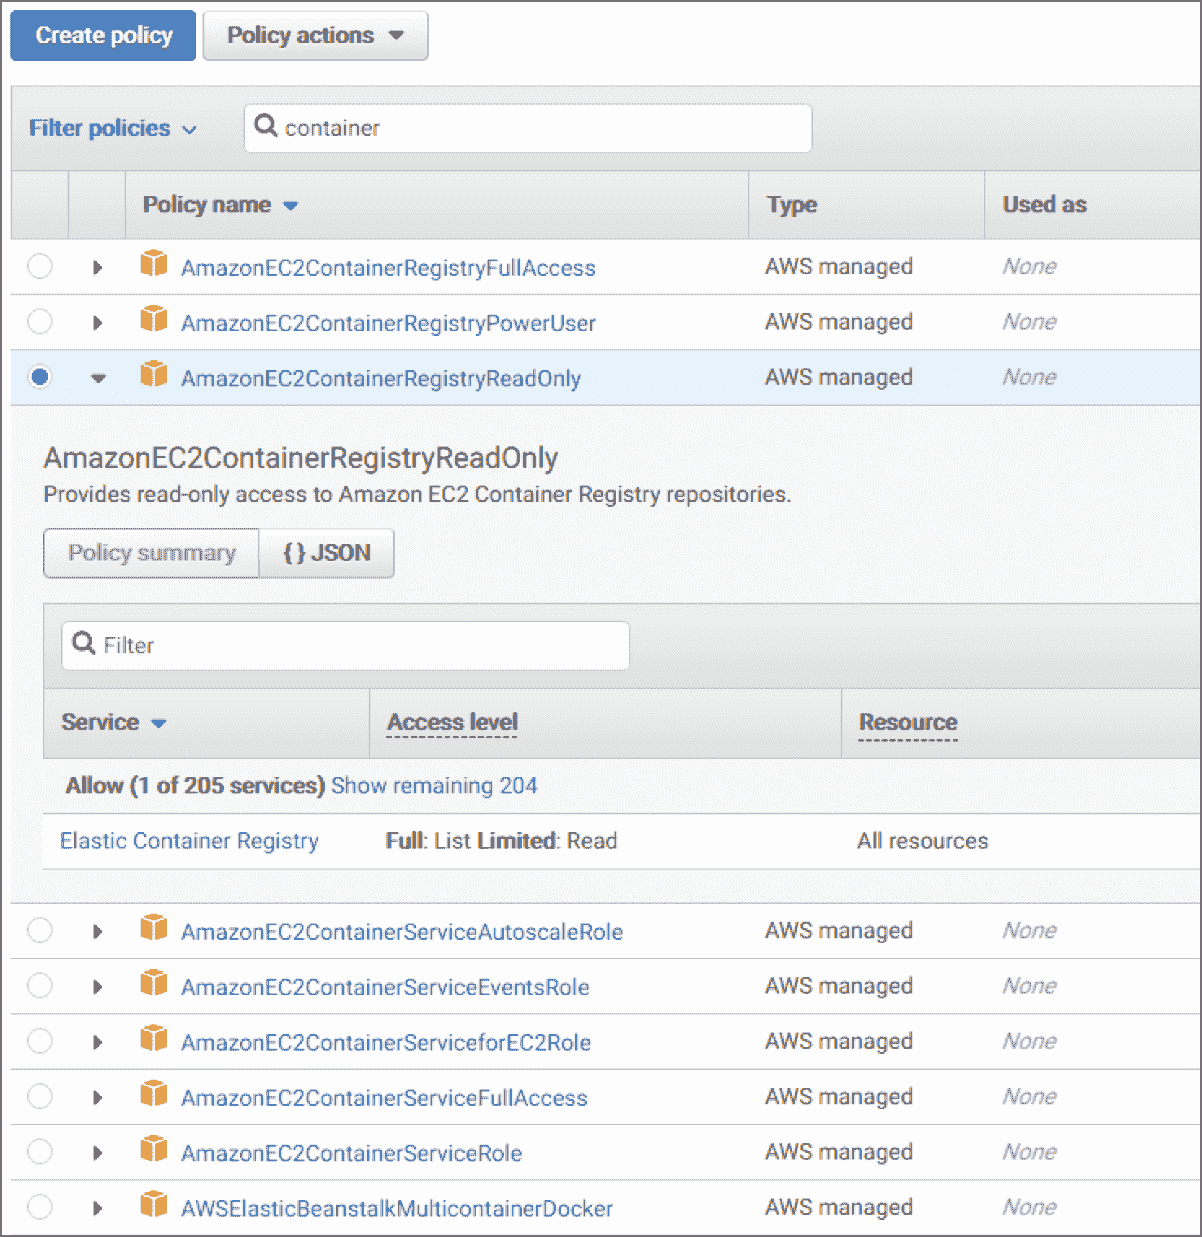 Create policy Policy actions
Filter policies container
Policy name Type Used as
AmazonEC2ContainerRegistryFullAccess AWS managed None
AmazonEC2ContainerRegistryPowerUser AWS managed None
AmazonEC2ContainerRegistryReadOnly AWS managed None
AmazonEC2ContainerRegistryReadOnly
Provides read-only access to Amazon EC2 Container Registry repositories.
Policy summary {} JSON
Filter
Service Access level Resource
Allow (1 of 205 services) Show remaining 204
Elastic Container Registry Full: List Limited: Read All resources
AmazonEC2ContainerServiceAutoscaleRole AWS managed None
AmazonEC2ContainerServiceEventsRole AWS managed None
AmazonEC2ContainerServiceforEC2Role AWS managed None
AmazonEC2ContainerServiceFullAccess AWS managed None
AmazonEC2ContainerServiceRole AWS managed None
AWSElasticBeanstalkMulticontainerDocker AWS managed None